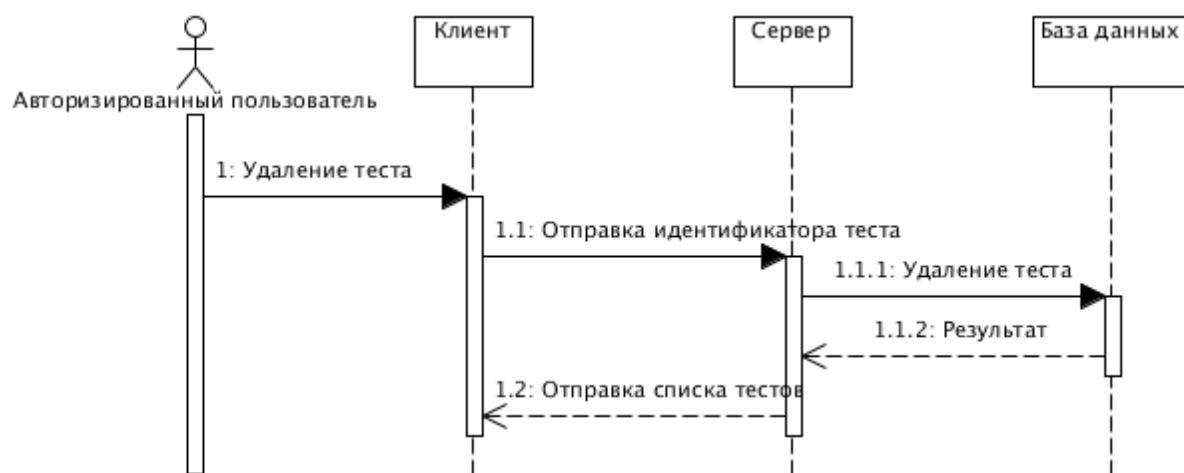 Клиент
Сервер
База данных
Авторизированный пользователь
1: Удаление теста
1.1: Отправка идентификатора теста
1.1.1: Удаление теста
1.1.2: Результат
1.2: Отправка списка тестов